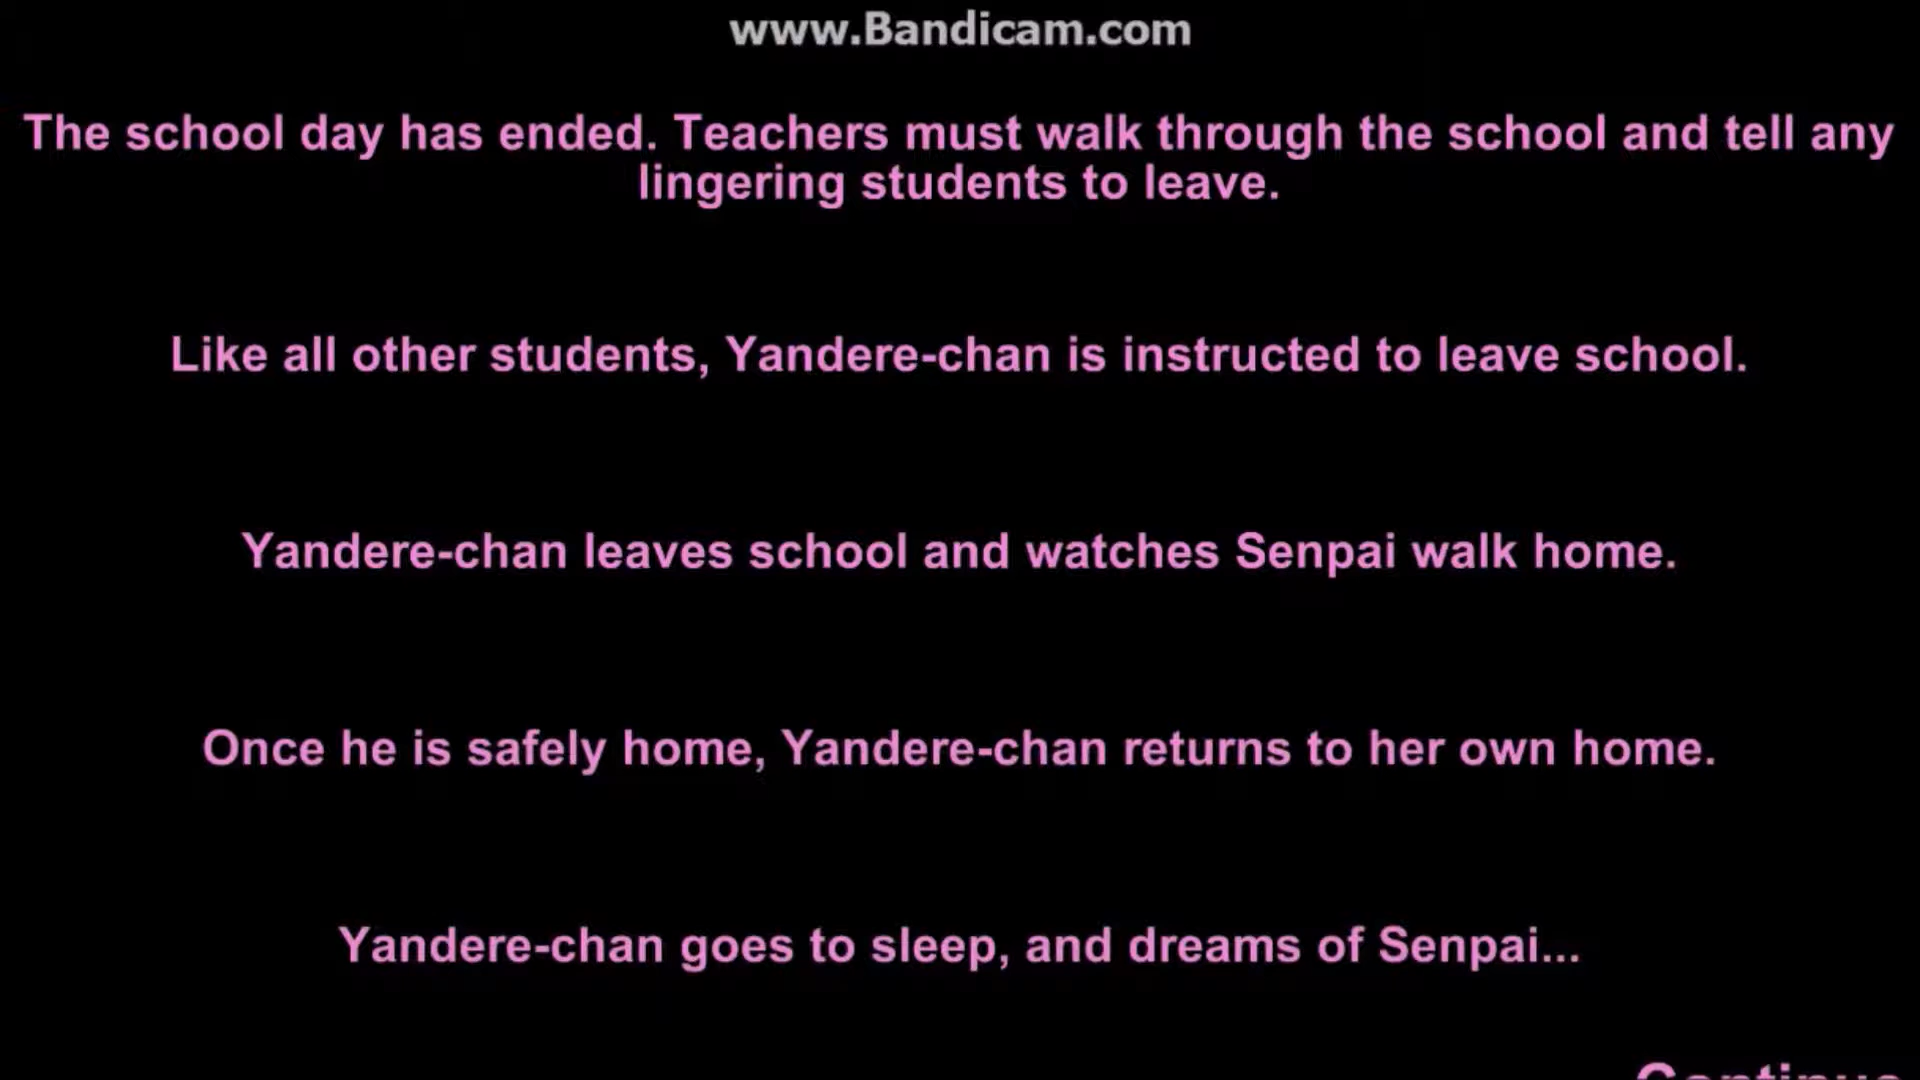 www.Bandicam.com
The school day has ended. Teachers must walk through the school and tell any
lingering students to leave.
Like all other students, Yandere-chan is instructed to leave school.
Yandere-chan leaves school and watches Senpai walk home.
Once he is safely home, Yandere-chan returns to her own home.
Yandere-chan goes to sleep, and dreams of Senpai...
Continue